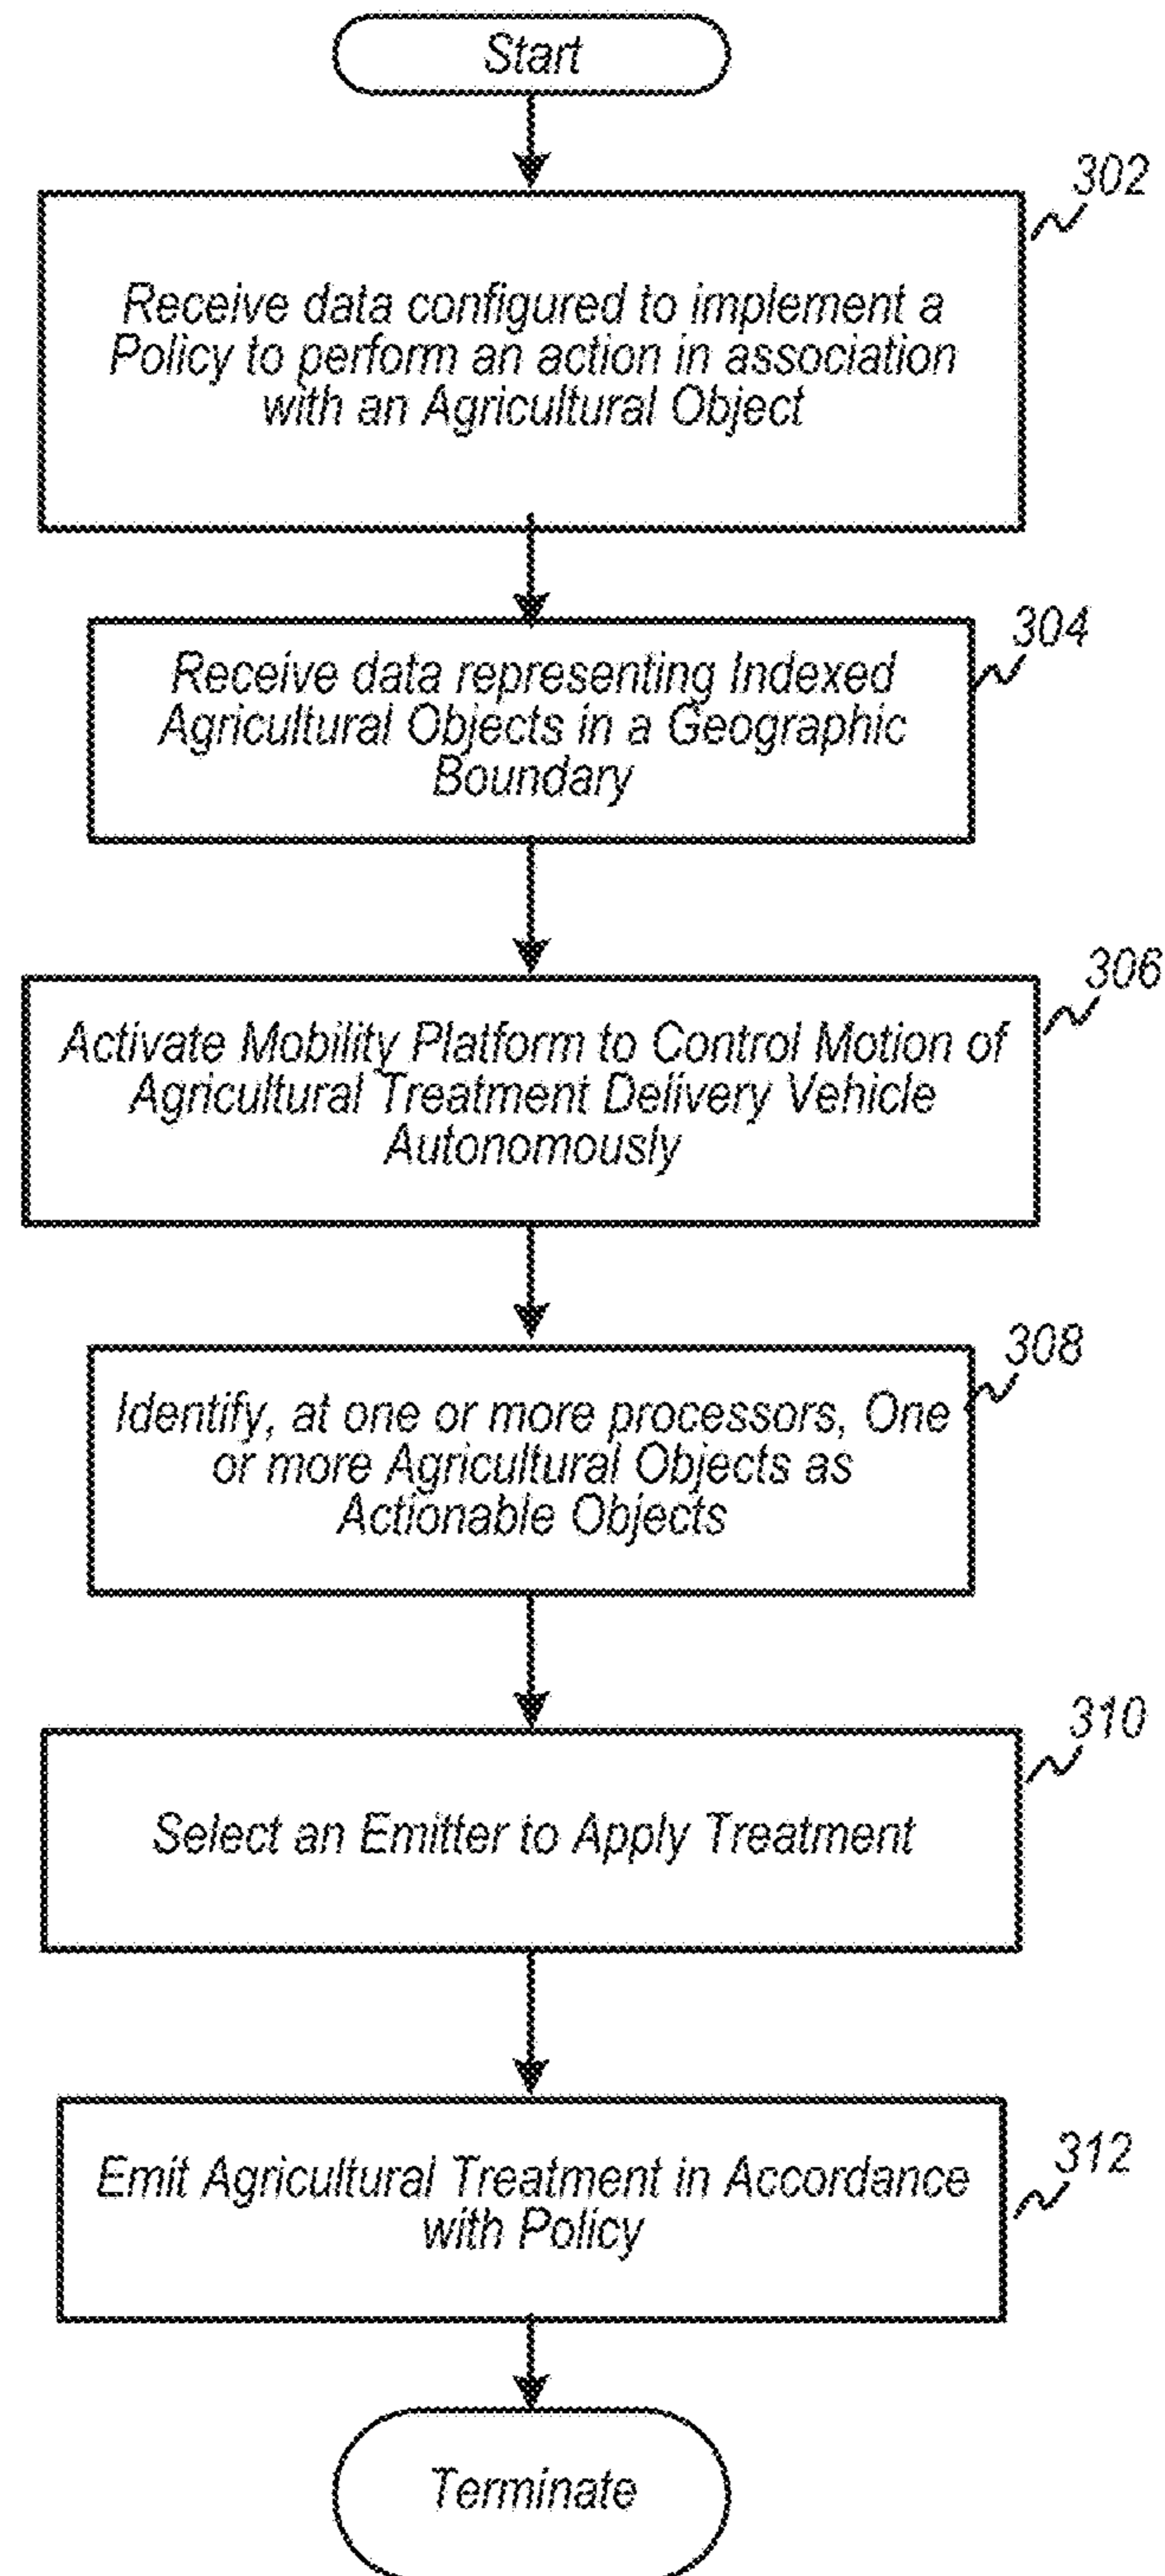 Start
302
Receive data configured to implement a
Policy to perform an action in association
with an Agricultural Object
304
Receive data representing Indexed
Agricultural Objects in a Geographic
Boundary
306
Activate Mobility Platform to Control Motion of
Agricultural Treatment Delivery Vehicle
Autonomously
308
Identify, at one or more processors, One
or more Agricultural Objects as
Actionable Objects
310
Select an Emitter to Apply Treatment
312
Emit Agricultural Treatment in Accordance
with Policy
Terminate